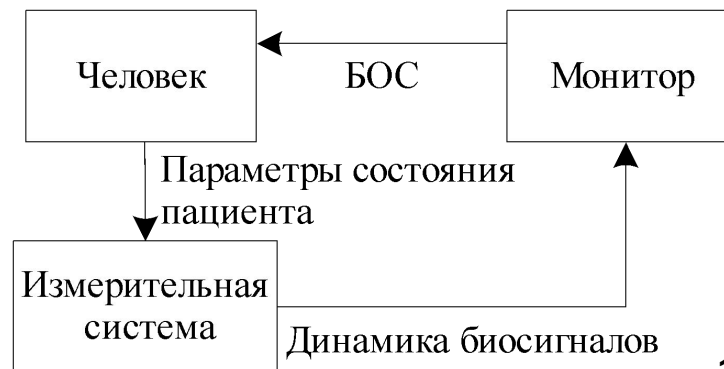 Человек
БОС
Монитор
Параметры состояния
пациента
Измерительная
система
Динамика биосигналов